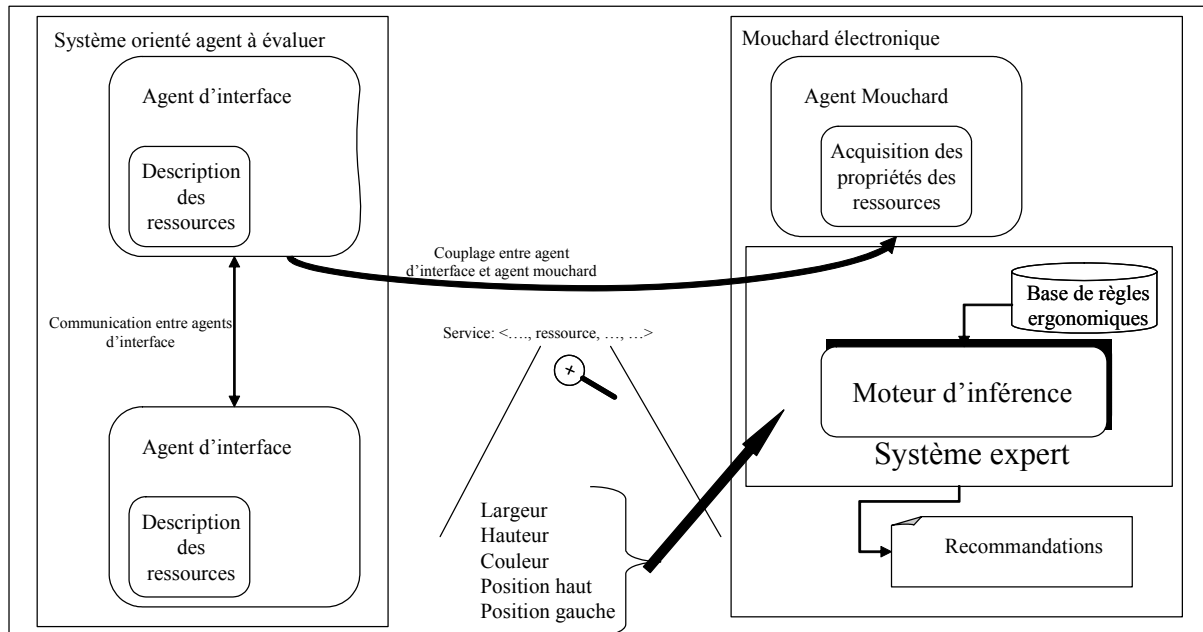 Système orienté agent à évaluer
Agent d'interface
Description
des
ressources
Communication entre agents
d'interface
Agent d'interface
Description
des
ressources
Couplage entre agent
d'interface et agent mouchard
Service: <…., ressource, …, …>
Largeur
Hauteur
Couleur
Position haut
Position gauche
Mouchard électronique
Agent Mouchard
Acquisition des
propriétés des
ressources
Base de règles
ergonomiques
Moteur d'inférence
Système expert
Recommandations